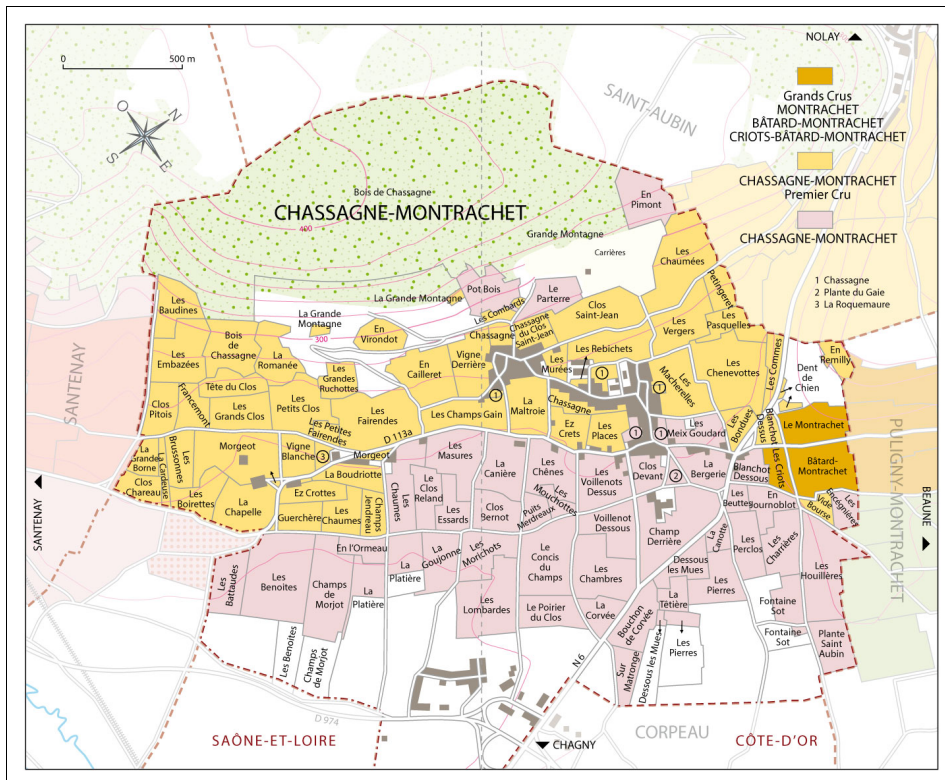 NOLAY
0
500 m
O
N
S
E
SAINT-AUBIN
Grands Crus
MONTRACHET
BÂTARD-MONTRACHET
CRIOTS-BÂTARD-MONTRACHET
CHASSAGNE-MONTRACHET
Premier Cru
CHASSAGNE-MONTRACHET
1 Chassagne
2 Plante du Gaie
3 La Roquemaure
Bois de Chassagne
CHASSAGNE-MONTRACHET
400
En
Pimont
Grande Montagne
Carrières
Les
Chaumées
Petingeret
Pot Bois
Le
Parterre
La Grande Montagne
Les Combards
Clos
Saint-Jean
Les
Baudines
La Grande
Montagne
300
En
Virondot
Chassagne
Chassagne
du Clos
Saint-Jean
Les
Vergers
Les
Pasquelles
Les Commes
En
Remilly
Dent
de Chien
Les
Embazées
Bois
de
Chassagne
La
Romanée
Les
Grandes
Ruchottes
En
Cailleret
Vigne
Derrière
Les
Murées
Les Rebichets
1
1
Les
Macherelles
Les
Chenevottes
SANTENAY
Clos
Pitois
Francemont
Tête du Clos
Les
Grands Clos
Les
Petits Clos
Les Petites
Fairendes
Les
Fairendes
1
Les Champs Gain
La
Maltroie
Chassagne
Ez
Crets
Les
Places
1
1
Les
Meix Goudard
Les
Bondues
Blanchot
Dessus
Le Montrachet
Les Criots
Bâtard-
Montrachet
PULIGNY-MONTRACHET
D 113a
La
Grande
Borne
La Cardeuse
Les
Brussonnes
Morgeot
Vigne
Blanche
3
Morgeot
Les
Masures
La
Canière
Les
Chênes
Voillenots
Dessus
Clos
Devant
2
La
Bergerie
Blanchot
Dessous
Clos
Chareau
Les
Boirettes
La
Chapelle
La Boudriotte
Ez Crottes
Guerchère
Les
Chaumes
Champs
Jendreau
Les
Chaumes
Le
Clos
Reland
Les
Essards
Clos
Bernot
Puits
Merdreaux
Les
Mouchottes
Voillenot
Dessous
Champ
Derrière
La Canotte
Les
Beuttes
En
Journoblot
Vide
Bourse
Les
Encégnières
SANTENAY
BEAUNE
En l'Ormeau
Les
Battaudes
Les
Benoîtes
Champs
de
Morjot
La
Platière
La
Platière
La
Goujonne
Les
Morichots
Les
Lombardes
Le
Concis
du
Champs
Les
Chambres
Dessous
les Mues
Les
Pierres
Les
Perclos
Les
Charrières
Les
Houillères
Le Poirier
du Clos
La
Corvée
La
Têtière
Fontaine
Sot
Fontaine
Sot
Plante
Saint
Aubin
Les Benoites
Champs
de Morjot
Bouchon
de Corvée
Sur
Matronge
Dessous les Mues
Les
Pierres
N 6
D 974
SAÔNE-ET-LOIRE
CHAGNY
CORPEAU
CÔTE-D'OR